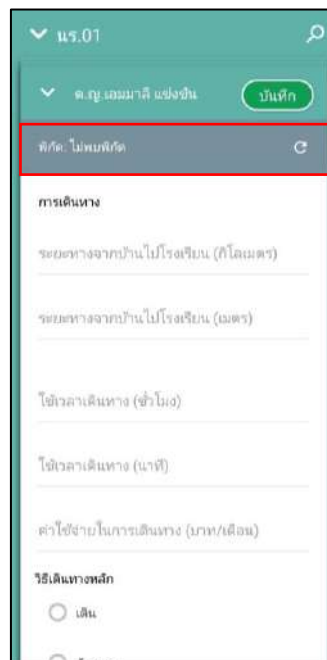 นร.01
ด.ญ.เอมมาลี แข่งขัน
บันทึก
พิกัด: ไม่พบพิกัด
การเดินทาง
ระยะทางจากบ้านไปโรงเรียน (กิโลเมตร)
ระยะทางจากบ้านไปโรงเรียน (เมตร)
ใช้เวลาเดินทาง (ชั่วโมง)
ใช้เวลาเดินทาง (นาที)
ค่าใช้จ่ายในการเดินทาง (บาท/เดือน)
วิธีเดินทางหลัก
เดิน